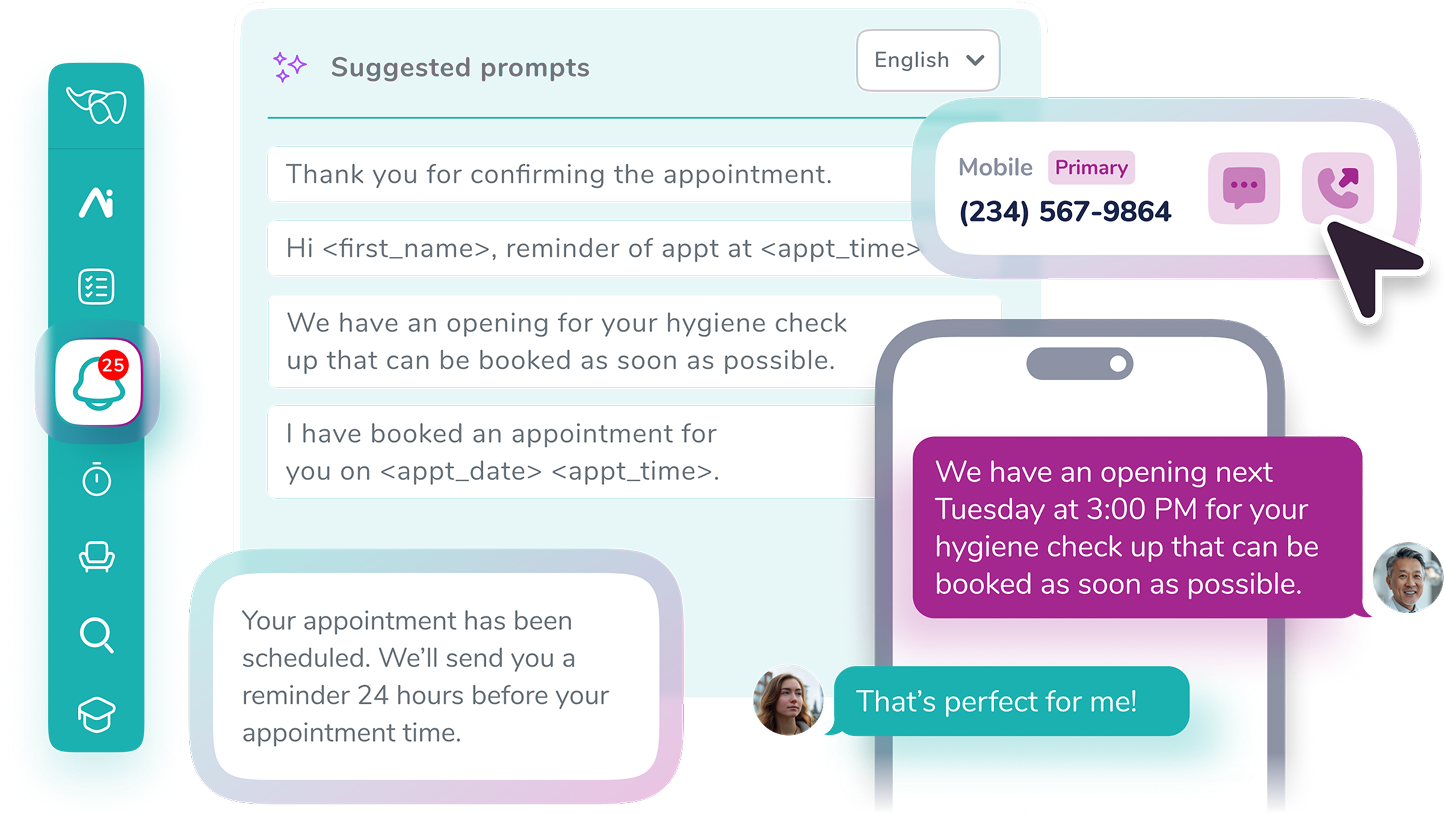 Suggested prompts
English
Thank you for confirming the appointment.
Hi <first_name>, reminder of appt at <appt_time>
We have an opening for your hygiene check
up that can be booked as soon as possible.
I have booked an appointment for
you on <appt_date> <appt_time>.
Mobile Primary
(234) 567-9864
Ai
25
We have an opening next
Tuesday at 3:00 PM for your
hygiene check up that can be
booked as soon as possible.
That’s perfect for me!
Your appointment has been
scheduled. We’ll send you a
reminder 24 hours before your
appointment time.